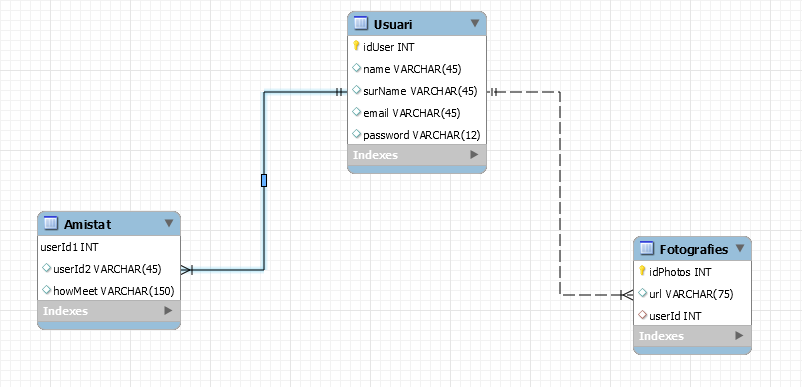 Usuari
idUser INT
name VARCHAR(45)
surName VARCHAR(45)
email VARCHAR(45)
password VARCHAR(12)
Indexes
Amistat
userId1 INT
userId2 VARCHAR(45)
howMeet VARCHAR(150)
Indexes
Fotografies
idPhotos INT
url VARCHAR(75)
userId INT
Indexes